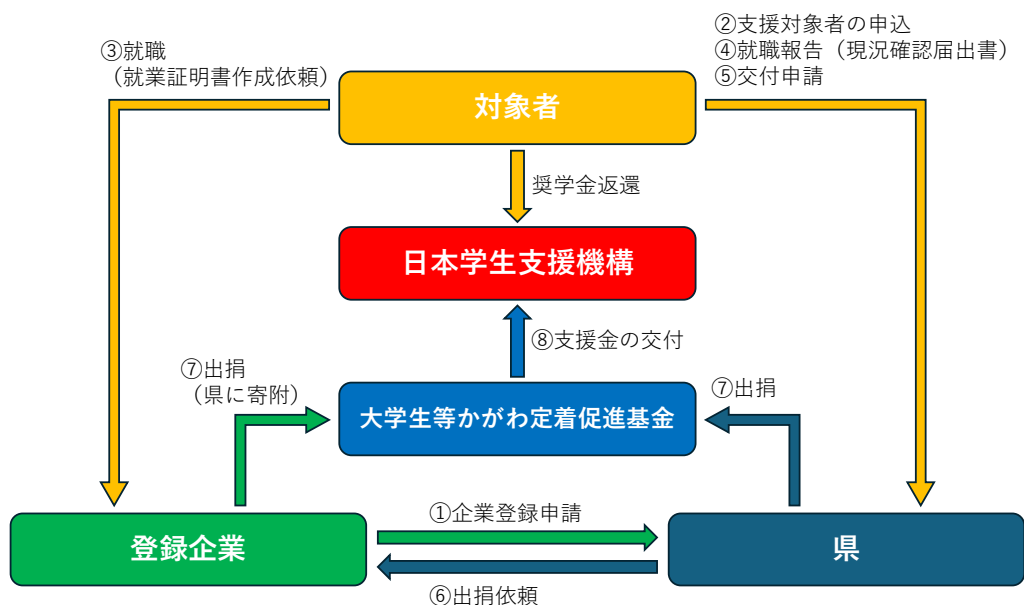 ②支援対象者の申込
③就職
④就職報告（現況確認届出書）
（就業証明書作成依頼）
⑤交付申請
対象者
奨学金返還
日本学生支援機構
⑧支援金の交付
⑦出捐
（県に寄附）
⑦出捐
大学生等かがわ定着促進基金
①企業登録申請
登録企業
県
⑥出捐依頼